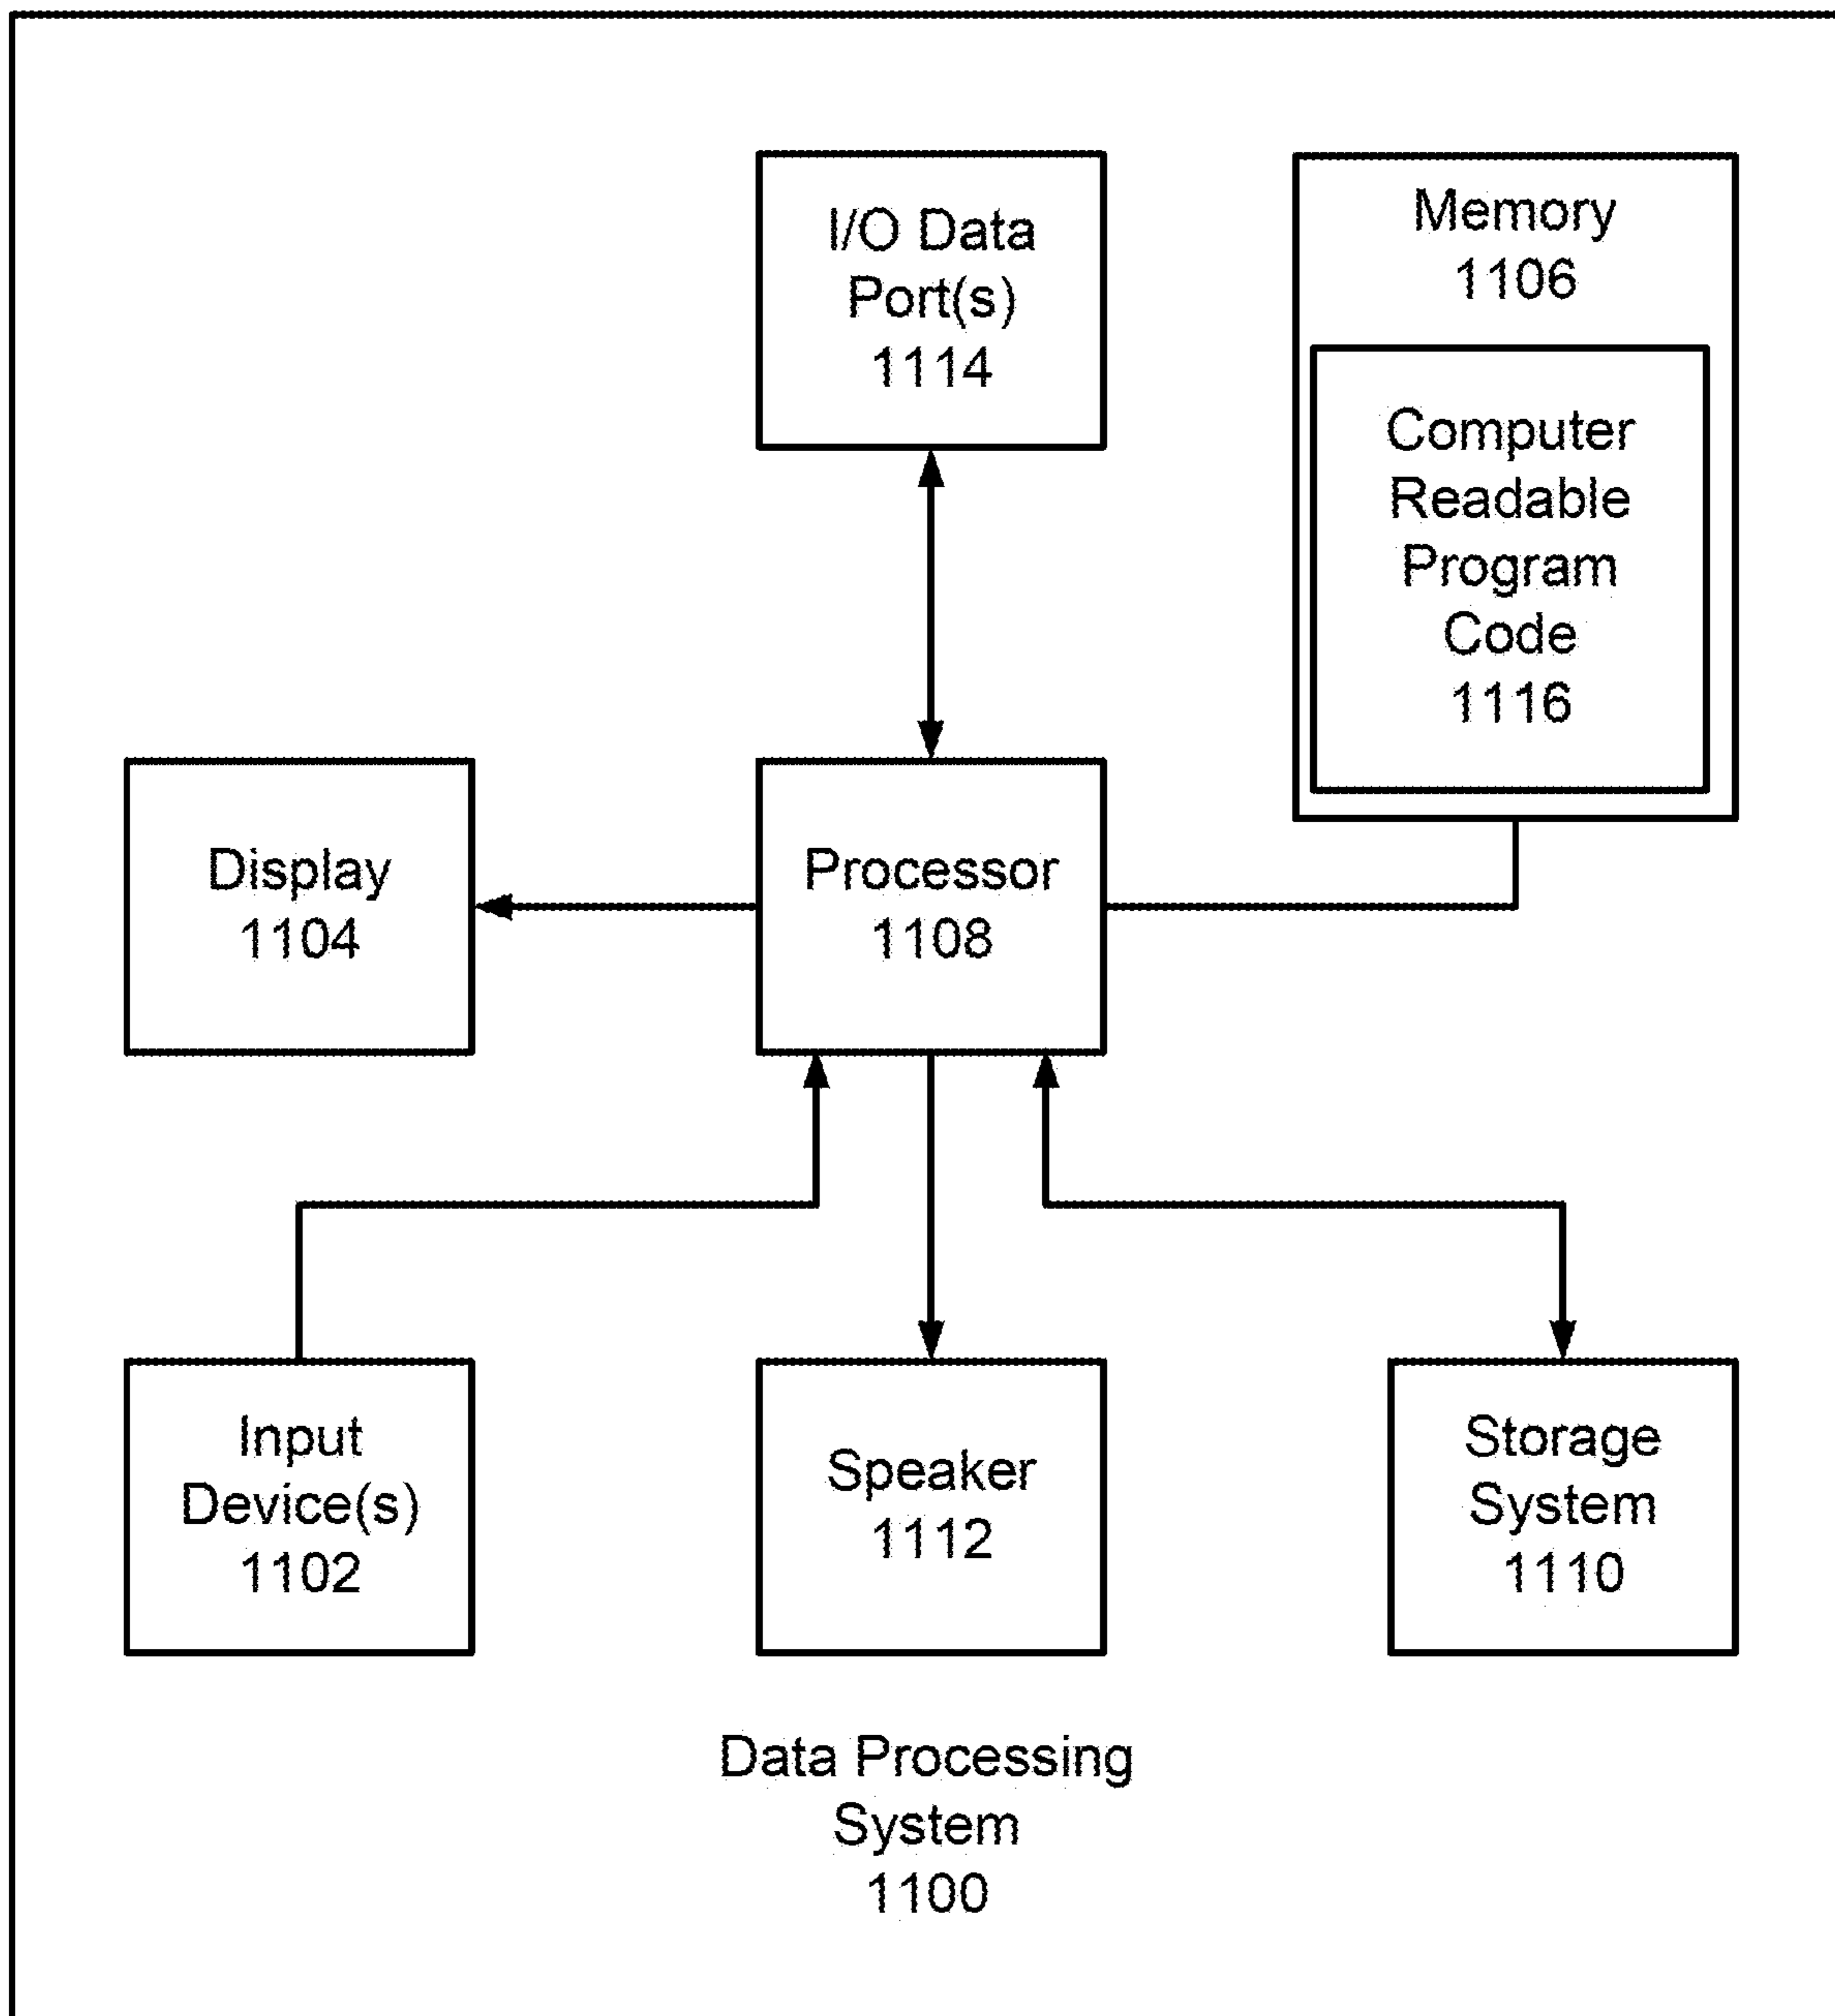 I/O Data
Port(s)
1114
Memory
1106
Computer
Readable
Program
Code
1116
Display
1104
Processor
1108
Input
Device(s)
1102
Speaker
1112
Storage
System
1110
Data Processing
System
1100